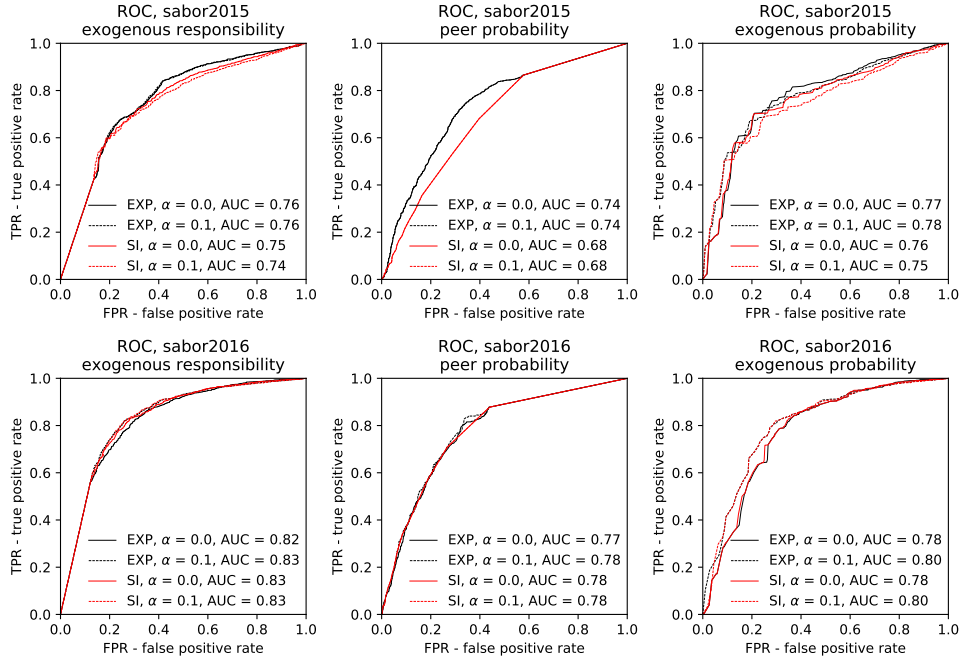 ROC, sabor2015
exogenous responsibility
1.0
0.8
0.6
0.4
0.2
0.0
TPR - true positive rate
EXP, α = 0.0, AUC = 0.76
EXP, α = 0.1, AUC = 0.76
SI, α = 0.0, AUC = 0.75
SI, α = 0.1, AUC = 0.74
0.0 0.2 0.4 0.6 0.8 1.0
FPR - false positive rate
ROC, sabor2015
peer probability
1.0
0.8
0.6
0.4
0.2
0.0
TPR - true positive rate
EXP, α = 0.0, AUC = 0.74
EXP, α = 0.1, AUC = 0.74
SI, α = 0.0, AUC = 0.68
SI, α = 0.1, AUC = 0.68
0.0 0.2 0.4 0.6 0.8 1.0
FPR - false positive rate
ROC, sabor2015
exogenous probability
1.0
0.8
0.6
0.4
0.2
0.0
TPR - true positive rate
EXP, α = 0.0, AUC = 0.77
EXP, α = 0.1, AUC = 0.78
SI, α = 0.0, AUC = 0.76
SI, α = 0.1, AUC = 0.75
0.0 0.2 0.4 0.6 0.8 1.0
FPR - false positive rate
ROC, sabor2016
exogenous responsibility
1.0
0.8
0.6
0.4
0.2
0.0
TPR - true positive rate
EXP, α = 0.0, AUC = 0.82
EXP, α = 0.1, AUC = 0.83
SI, α = 0.0, AUC = 0.83
SI, α = 0.1, AUC = 0.83
0.0 0.2 0.4 0.6 0.8 1.0
FPR - false positive rate
ROC, sabor2016
peer probability
1.0
0.8
0.6
0.4
0.2
0.0
TPR - true positive rate
EXP, α = 0.0, AUC = 0.77
EXP, α = 0.1, AUC = 0.78
SI, α = 0.0, AUC = 0.78
SI, α = 0.1, AUC = 0.78
0.0 0.2 0.4 0.6 0.8 1.0
FPR - false positive rate
ROC, sabor2016
exogenous probability
1.0
0.8
0.6
0.4
0.2
0.0
TPR - true positive rate
EXP, α = 0.0, AUC = 0.78
EXP, α = 0.1, AUC = 0.80
SI, α = 0.0, AUC = 0.78
SI, α = 0.1, AUC = 0.80
0.0 0.2 0.4 0.6 0.8 1.0
FPR - false positive rate